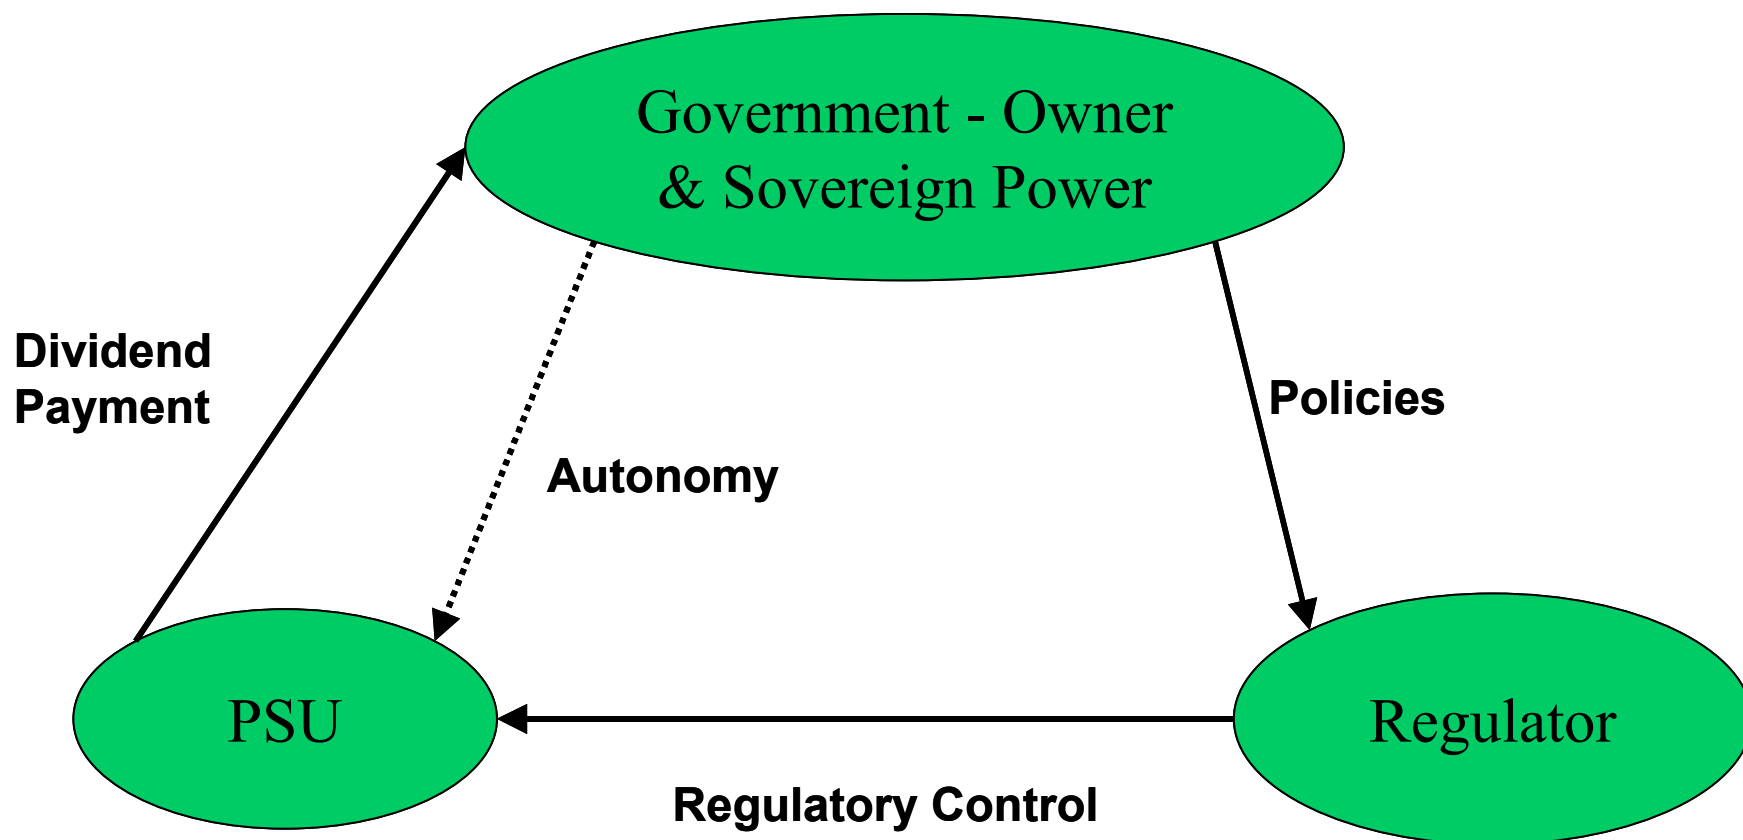 Government - Owner
& Sovereign Power
Dividend
Payment
Policies
Autonomy
PSU
Regulator
Regulatory Control